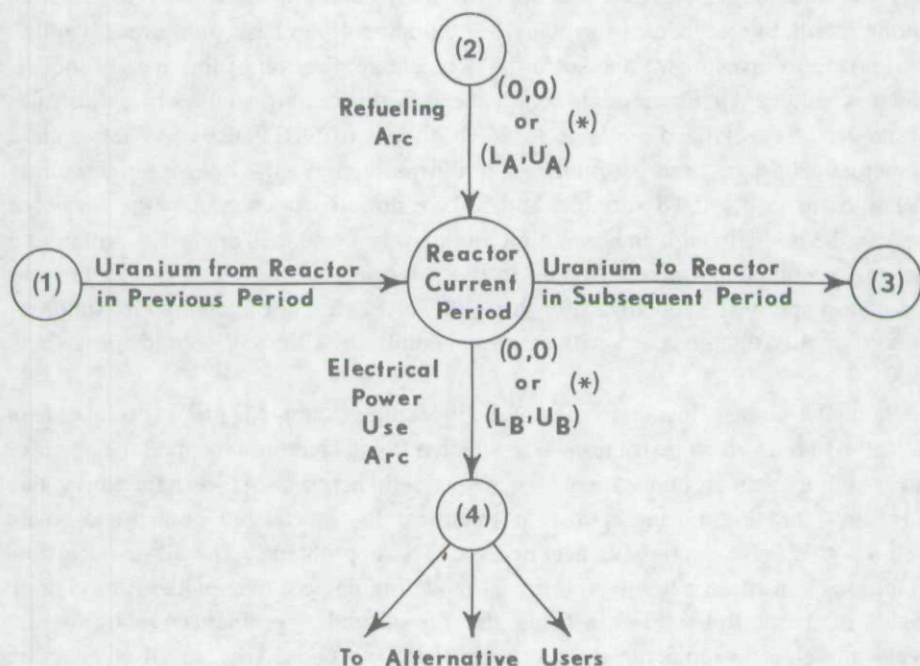 (2)
Refueling
Arc
(0,0)
or (*)
(L_A, U_A)
(1)
Uranium from Reactor
in Previous Period
Reactor
Current
Period
Uranium to Reactor
in Subsequent Period
(3)
Electrical
Power
Use
Arc
(0,0)
or (*)
(L_B, U_B)
(4)
To Alternative Users